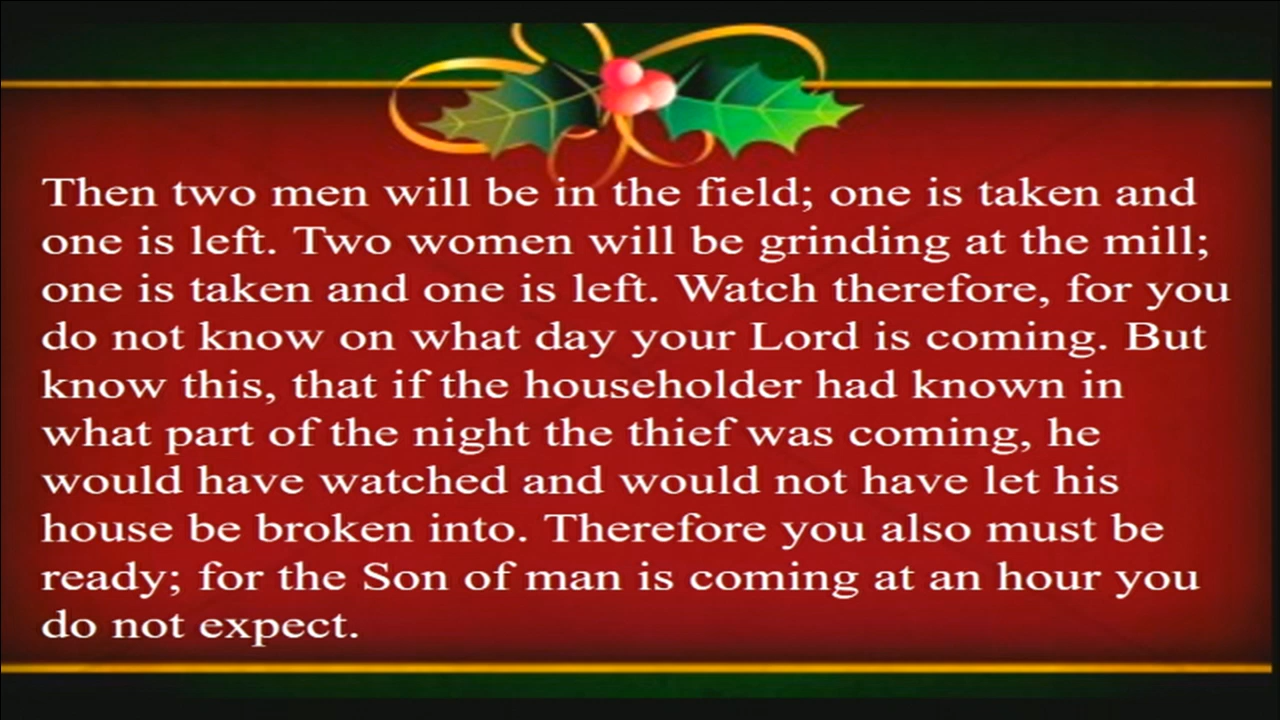 Then two men will be in the field; one is taken and
one is left. Two women will be grinding at the mill;
one is taken and one is left. Watch therefore, for you
do not know on what day your Lord is coming. But
know this, that if the householder had known in
what part of the night the thief was coming, he
would have watched and would not have let his
house be broken into. Therefore you also must be
ready; for the Son of man is coming at an hour you
do not expect.